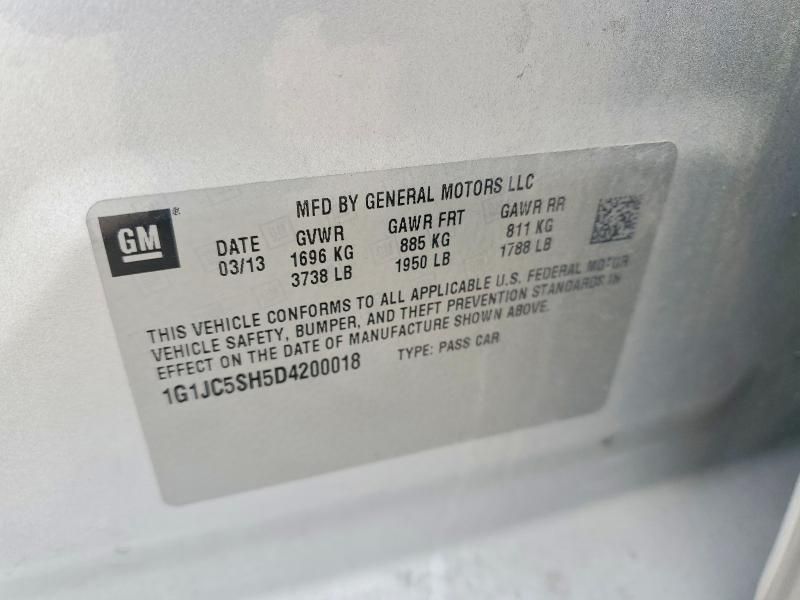 GM
MFD BY GENERAL MOTORS LLC
DATE GVWR GAWR FRT GAWR RR
03/13 1696 KG 885 KG 811 KG
3738 LB 1950 LB 1788 LB
THIS VEHICLE CONFORMS TO ALL APPLICABLE U.S. FEDERAL MOTOR
VEHICLE SAFETY, BUMPER, AND THEFT PREVENTION STANDARDS IN
EFFECT ON THE DATE OF MANUFACTURE SHOWN ABOVE.
1G1JC5SH5D4200018 TYPE: PASS CAR